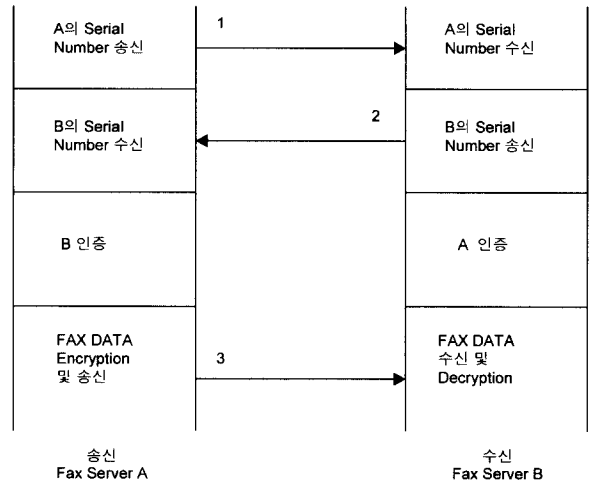 A의 Serial
Number 송신
1
A의 Serial
Number 수신
B의 Serial
Number 수신
2
B의 Serial
Number 송신
B 인증
A 인증
FAX DATA
Encryption
및 송신
3
FAX DATA
수신 및
Decryption
송신
Fax Server A
수신
Fax Server B